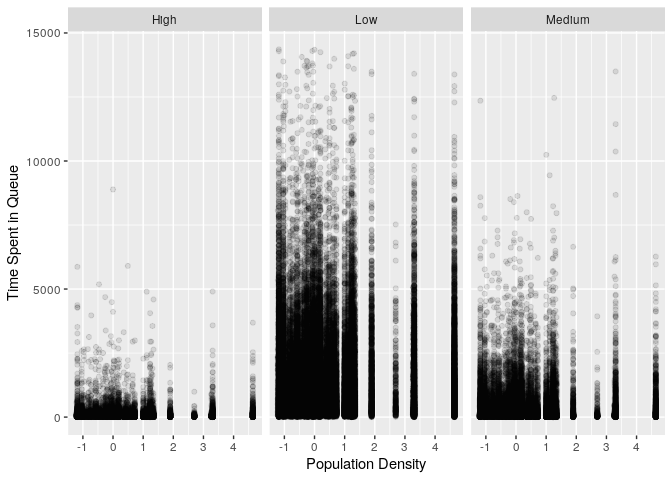 High Low Medium
15000
10000
5000
0
Time Spent in Queue
-1 0 1 2 3 4 -1 0 1 2 3 4 -1 0 1 2 3 4
Population Density